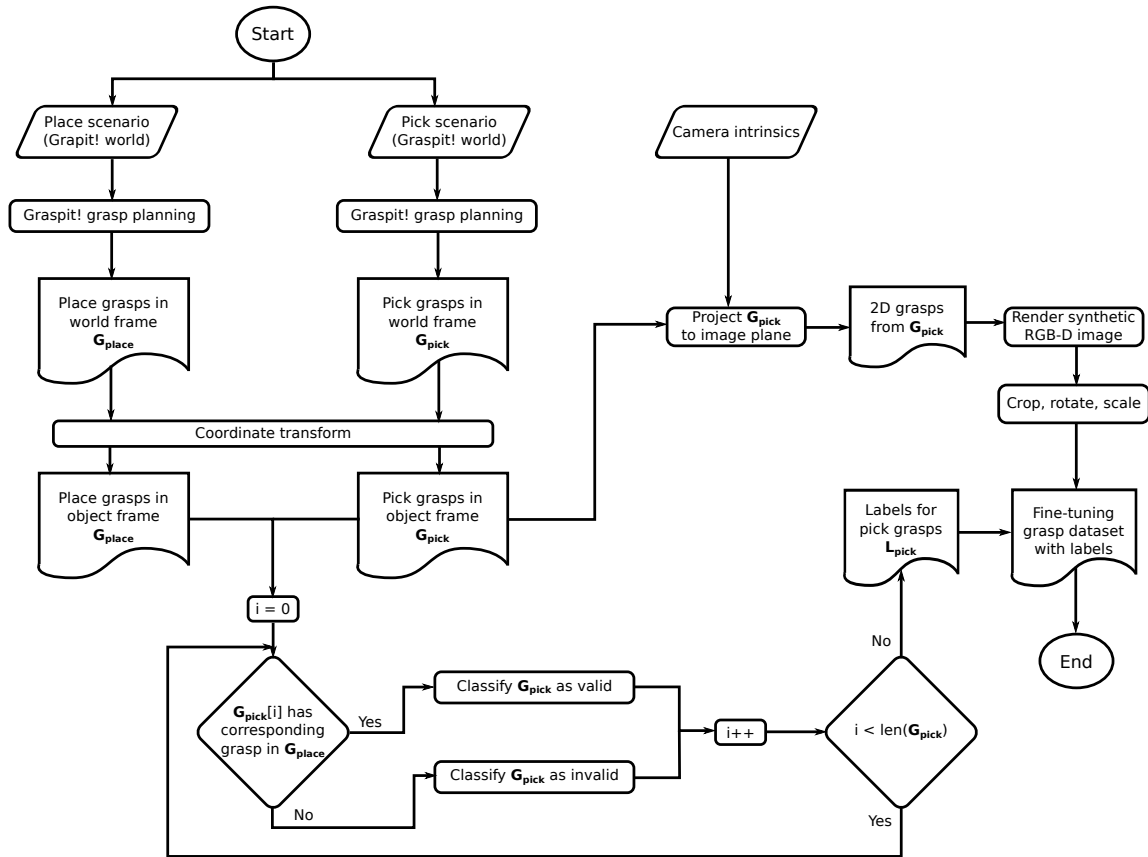 Start
Place scenario
(Grapit! world)
Pick scenario
(Graspit! world)
Camera intrinsics
Graspit! grasp planning
Graspit! grasp planning
Place grasps in
world frame
Gplace
Pick grasps in
world frame
Gpick
Project Gpick
to image plane
2D grasps
from Gpick
Render synthetic
RGB-D image
Crop, rotate, scale
Coordinate transform
Place grasps in
object frame
Gplace
Pick grasps in
object frame
Gpick
Labels for
pick grasps
Lpick
Fine-tuning
grasp dataset
with labels
i = 0
No
End
Gpick[i] has
corresponding
grasp in Gplace
Yes
Classify Gpick as valid
i++
i < len(Gpick)
Classify Gpick as invalid
No
Yes